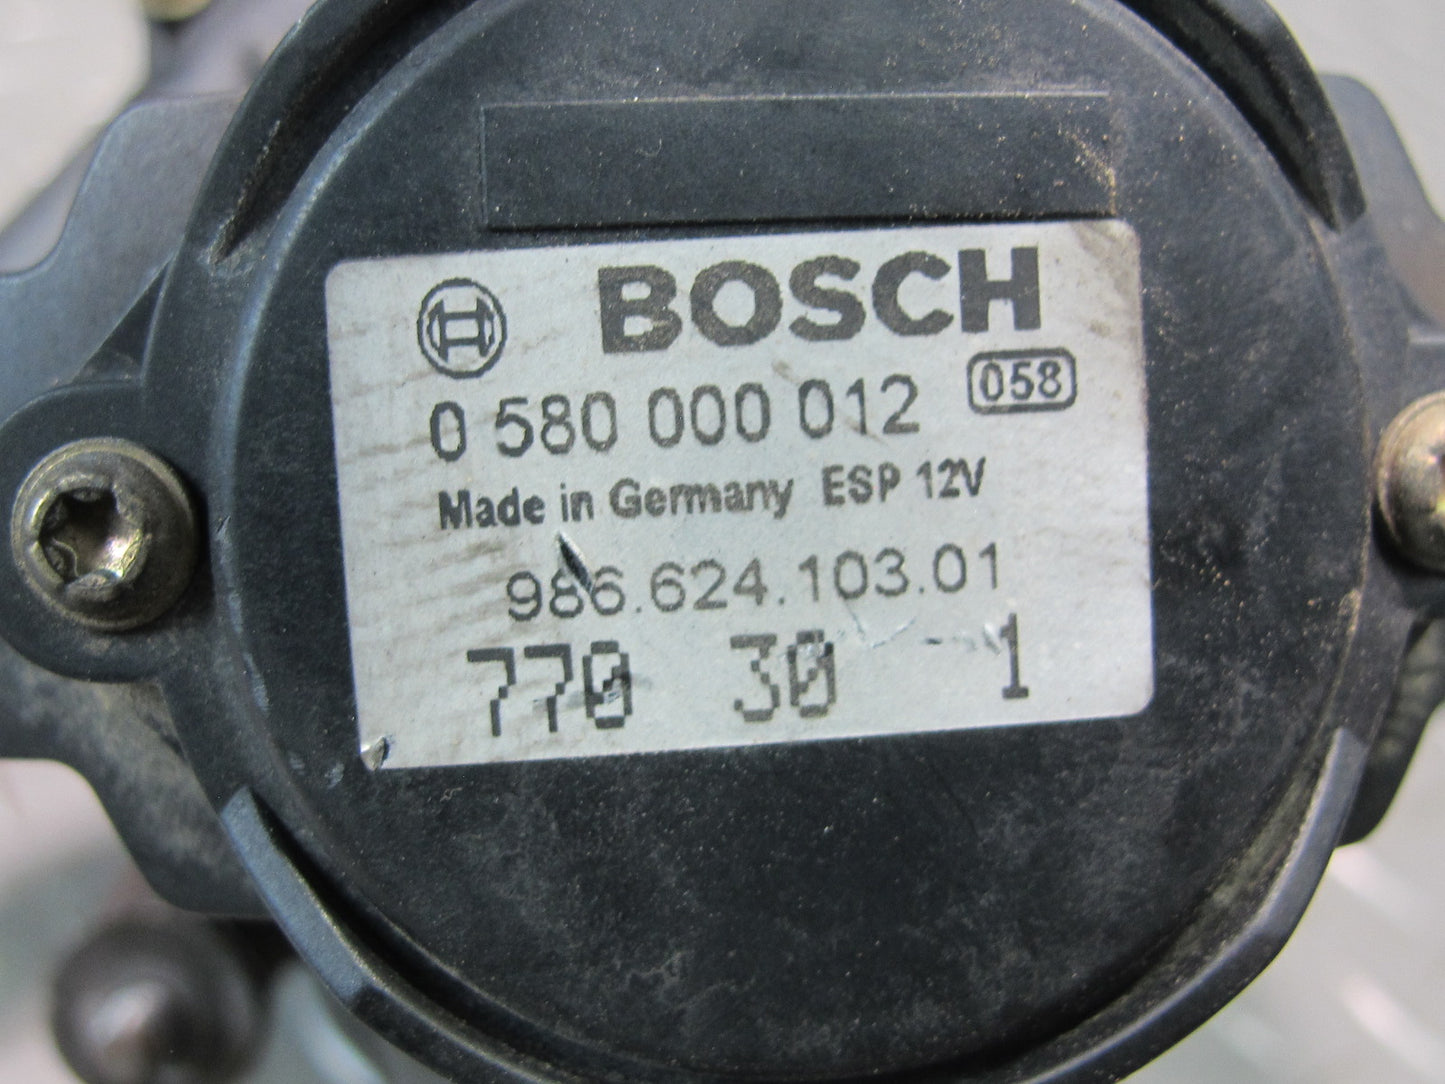 BOSCH
0 580 000 012 058
Made in Germany ESP 12V
986.624.103.01
770 30 1